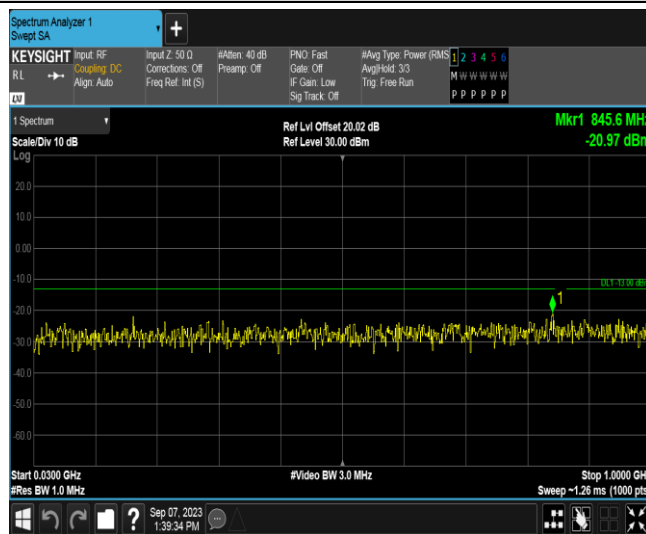 Spectrum Analyzer 1
Swept SA
KEYSIGHT
RL
LXI
Input: RF
Coupling: DC
Align: Auto
Input Z: 50 Ω
Corrections: Off
Freq Ref: Int (S)
#Atten: 40 dB
Preamp: Off
PNO: Fast
Gate: Off
IF Gain: Low
Sig Track: Off
#Avg Type: Power (RMS
Avg|Hold: 3/3
Trig: Free Run
1 2 3 4 5 6
M W W W W W
P P P P P P
1 Spectrum
Scale/Div 10 dB
Log
Ref Lvl Offset 20.02 dB
Ref Level 30.00 dBm
Mkr1 845.6 MHz
-20.97 dBm
20.0
10.0
0.00
-10.0
DL1 -13.00 dBm
1
-20.0
-30.0
-40.0
-50.0
-60.0
Start 0.0300 GHz
#Res BW 1.0 MHz
#Video BW 3.0 MHz
Stop 1.0000 GH
Sweep ~1.26 ms (1000 pts
?
Sep 07, 2023
1:39:34 PM